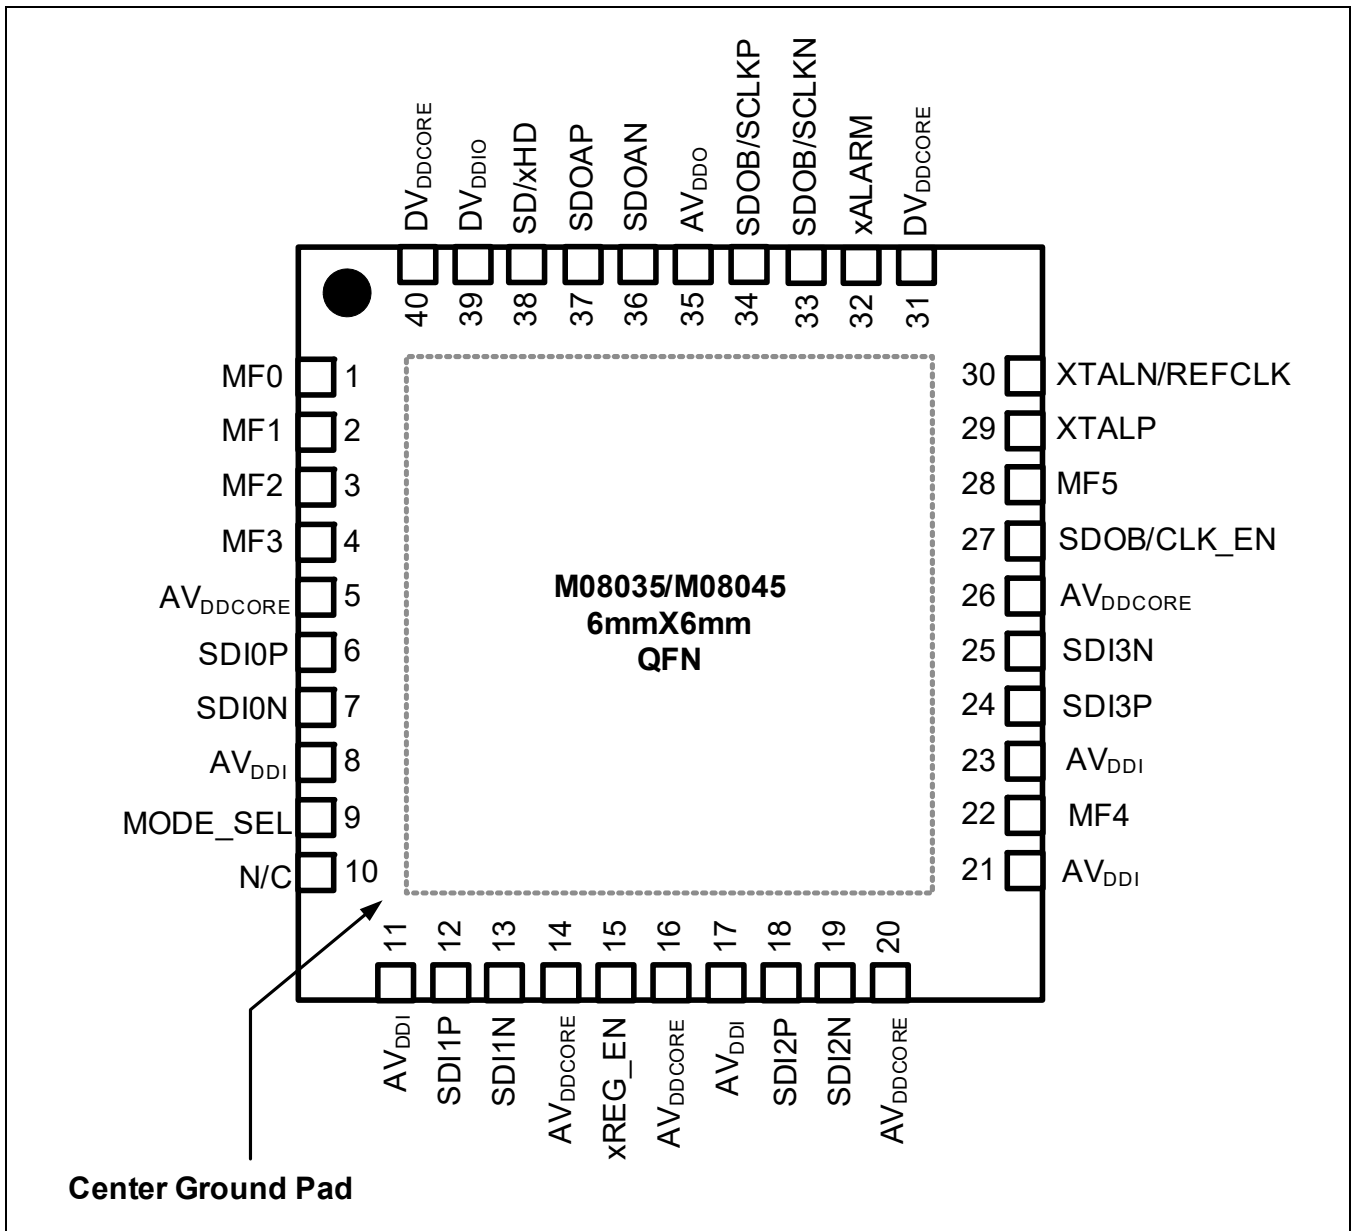 DVDDCORE
DVDDIO
SD/xHD
SDOAP
SDOAN
AVDDO
SDOB/SCLKP
SDOB/SCLKN
xALARM
DVDDCORE
40
39
38
37
36
35
34
33
32
31
MF0 1
MF1 2
MF2 3
MF3 4
AVDDCORE 5
SDI0P 6
SDI0N 7
AVDDI 8
MODE_SEL 9
N/C 10
M08035/M08045
6mmX6mm
QFN
30 XTALN/REFCLK
29 XTALP
28 MF5
27 SDOB/CLK_EN
26 AVDDCORE
25 SDI3N
24 SDI3P
23 AVDDI
22 MF4
21 AVDDI
11
12
13
14
15
16
17
18
19
20
AVDDI
SDI1P
SDI1N
AVDDCORE
xREG_EN
AVDDCORE
AVDDI
SDI2P
SDI2N
AVDDCORE
Center Ground Pad